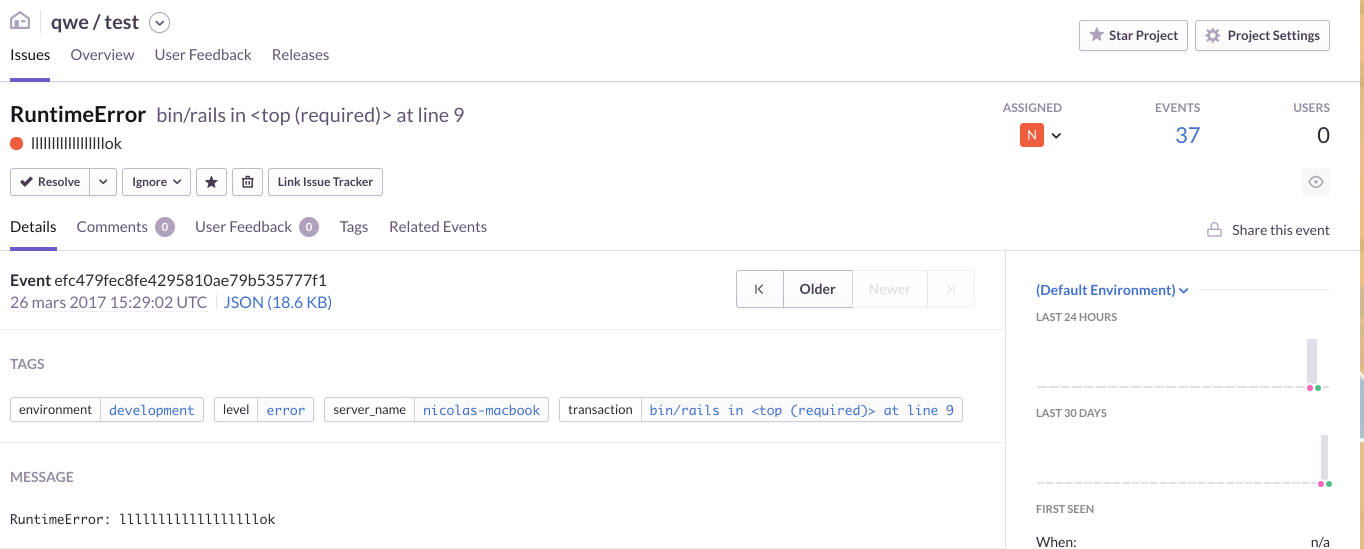 qwe / test
Star Project
Project Settings
Issues Overview User Feedback Releases
RuntimeError bin/rails in <top (required)> at line 9
ASSIGNED EVENTS USERS
N 37 0
llllllllllllllllllok
Resolve Ignore Link Issue Tracker
Details Comments 0 User Feedback 0 Tags Related Events
Share this event
Event efc479fec8fe4295810ae79b535777f1
26 mars 2017 15:29:02 UTC JSON (18.6 KB)
Older Newer
(Default Environment)
LAST 24 HOURS
TAGS
environment development level error server_name nicolas-macbook transaction bin/rails in <top (required)> at line 9
LAST 30 DAYS
MESSAGE
RuntimeError: llllllllllllllllllok
FIRST SEEN
When: n/a